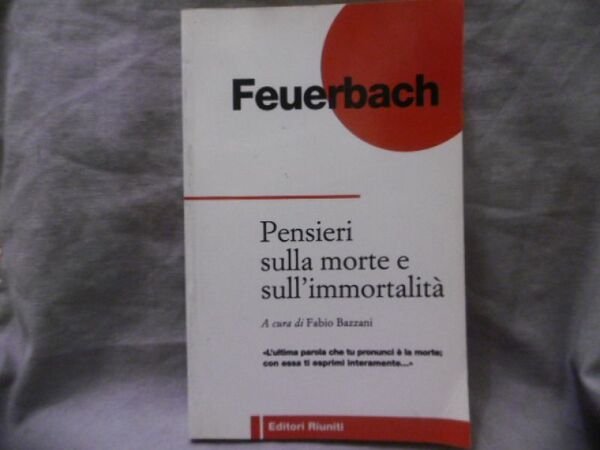 Feuerbach
Pensieri
sulla morte e
sull'immortalità
A cura di Fabio Bazzani
«L'ultima parola che tu pronunci è la morte;
con essa ti esprimi interamente...»
Editori Riuniti